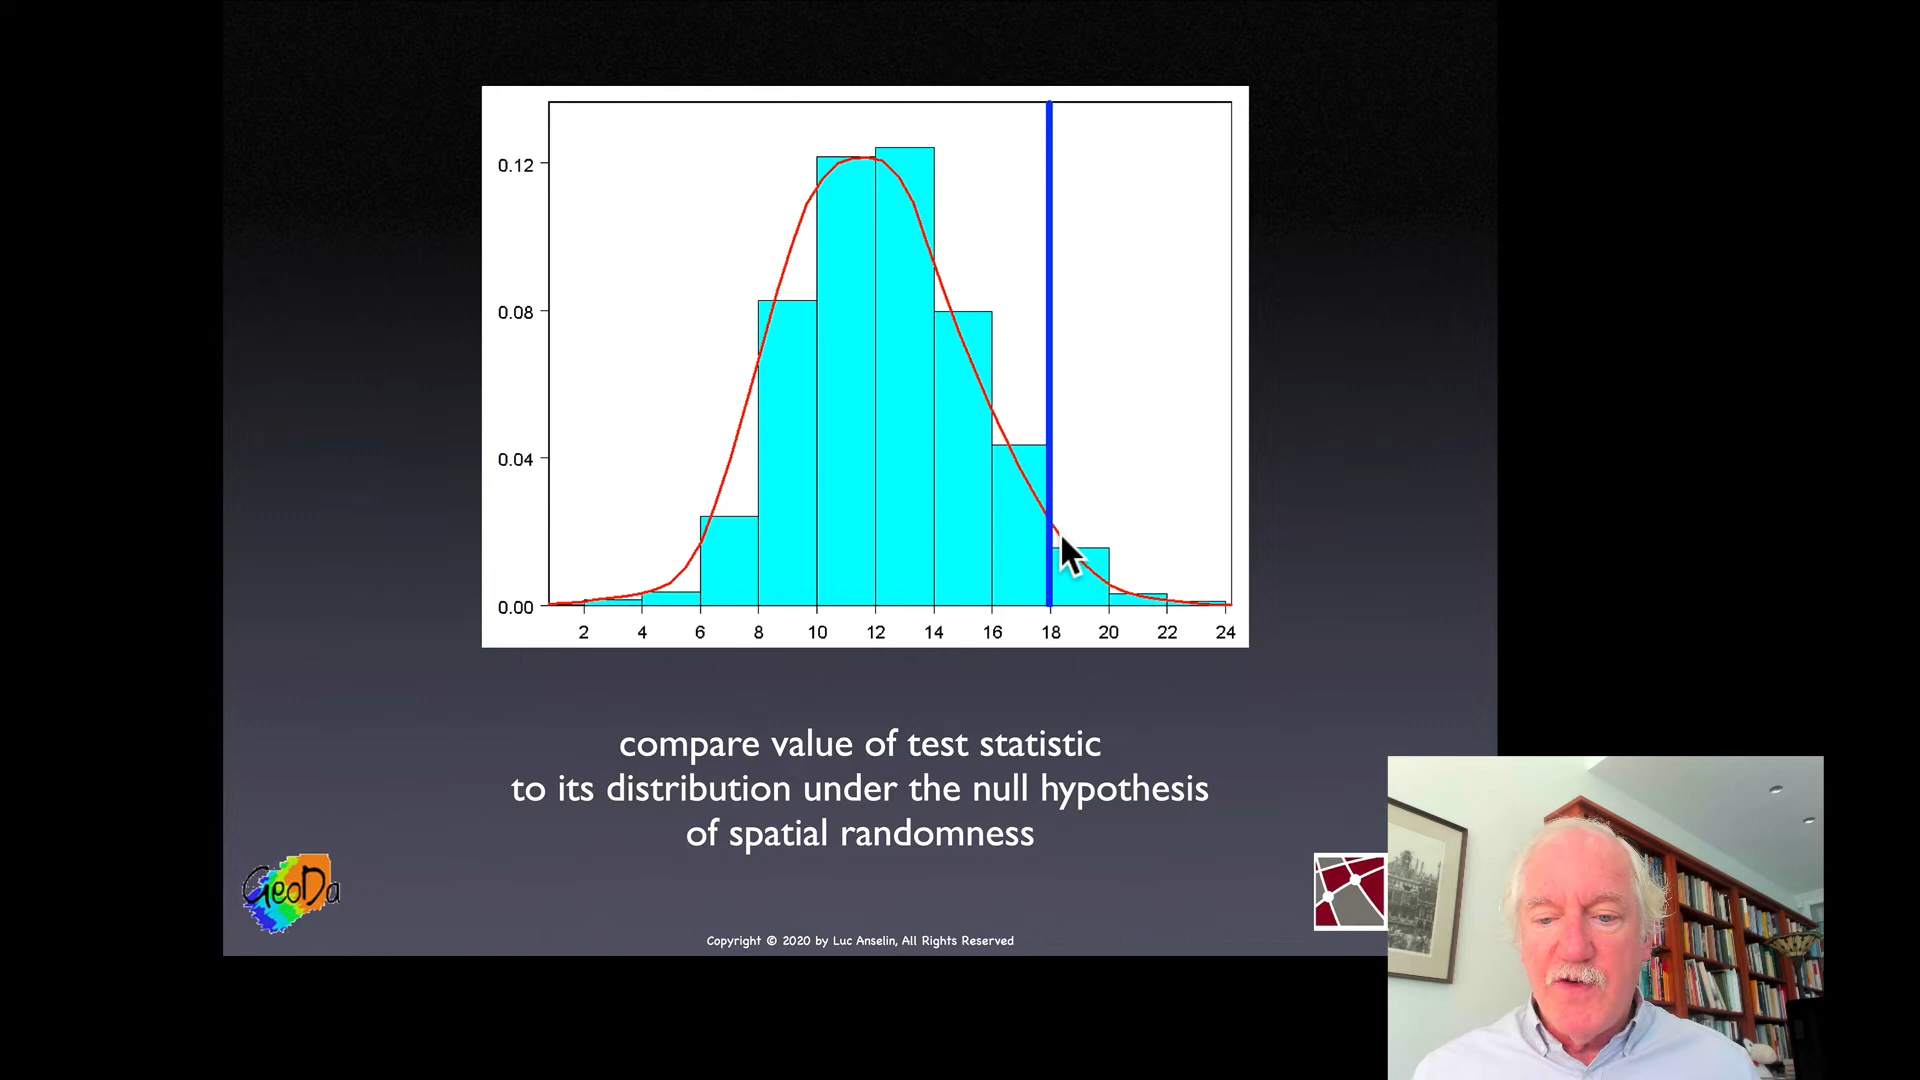 0.12
0.08
0.04
0.00
2 4 6 8 10 12 14 16 18 20 22 24
compare value of test statistic
to its distribution under the null hypothesis
of spatial randomness
GeoDa
Copyright © 2020 by Luc Anselin, All Rights Reserved